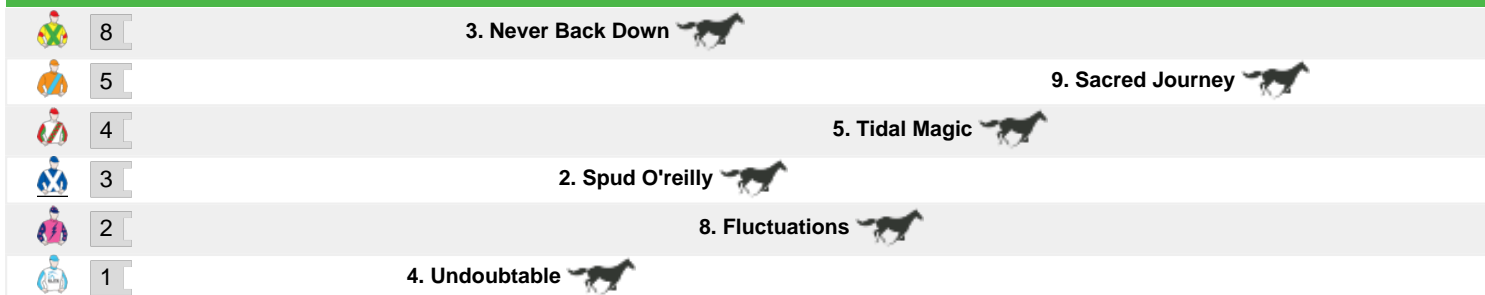 8 3. Never Back Down
5 9. Sacred Journey
4 5. Tidal Magic
3 2. Spud O'reilly
2 8. Fluctuations
1 4. Undoubtable